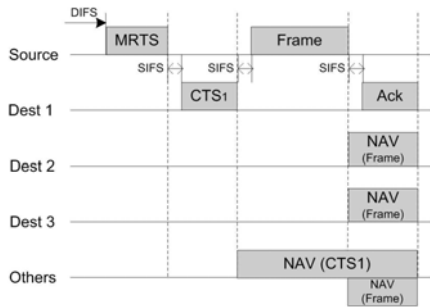 DIFS
MRTS
Frame
Source
SIFS
SIFS
SIFS
CTS1
Ack
Dest 1
NAV
(Frame)
Dest 2
NAV
(Frame)
Dest 3
NAV (CTS1)
Others
NAV
(Frame)